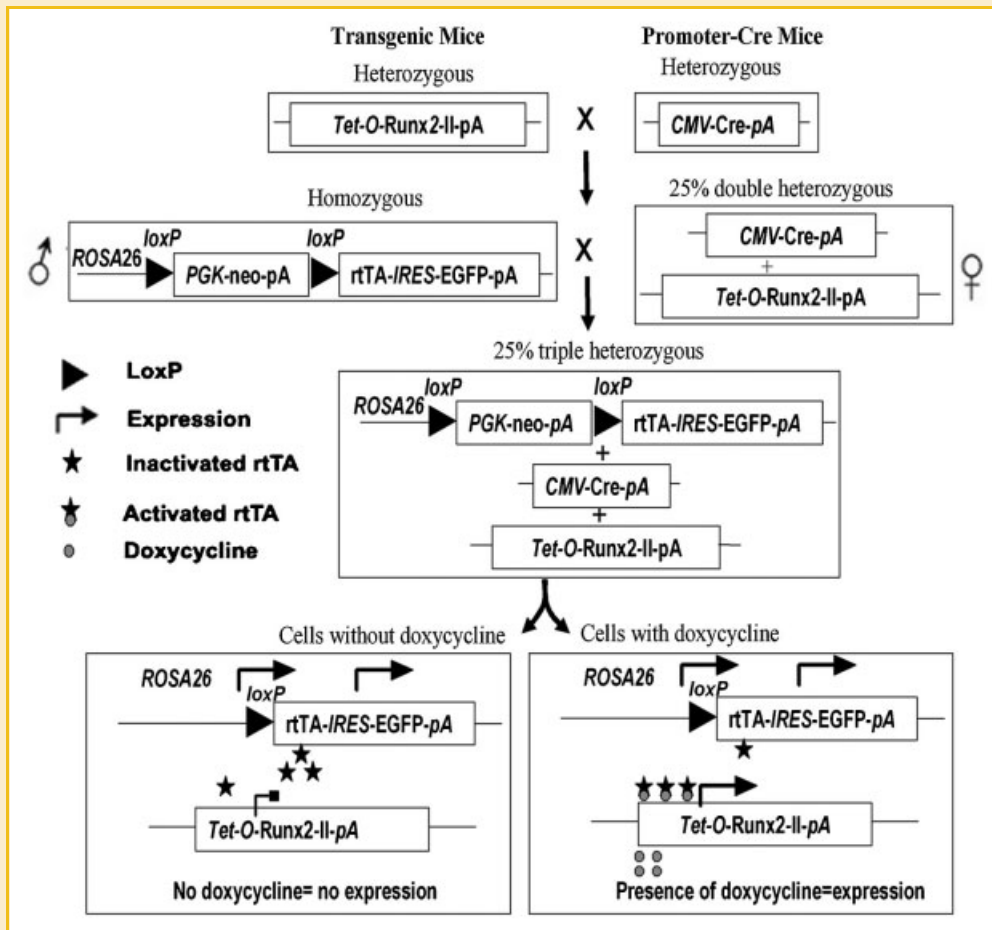 Transgenic Mice
Promoter-Cre Mice
Heterozygous
Heterozygous
Tet-O-Runx2-II-pA
X
CMV-Cre-pA
Homozygous
25% double heterozygous
loxP
loxP
ROSA26
PGK-neo-pA
rtTA-IRES-EGFP-pA
X
CMV-Cre-pA
+
Tet-O-Runx2-II-pA
25% triple heterozygous
LoxP
Expression
Inactivated rtTA
Activated rtTA
Doxycycline
loxP
loxP
ROSA26
PGK-neo-pA
rtTA-IRES-EGFP-pA
+
CMV-Cre-pA
+
Tet-O-Runx2-II-pA
Cells without doxycycline
Cells with doxycycline
ROSA26
loxP
rtTA-IRES-EGFP-pA
Tet-O-Runx2-II-pA
No doxycycline= no expression
ROSA26
loxP
rtTA-IRES-EGFP-pA
Tet-O-Runx2-II-pA
Presence of doxycycline=expression